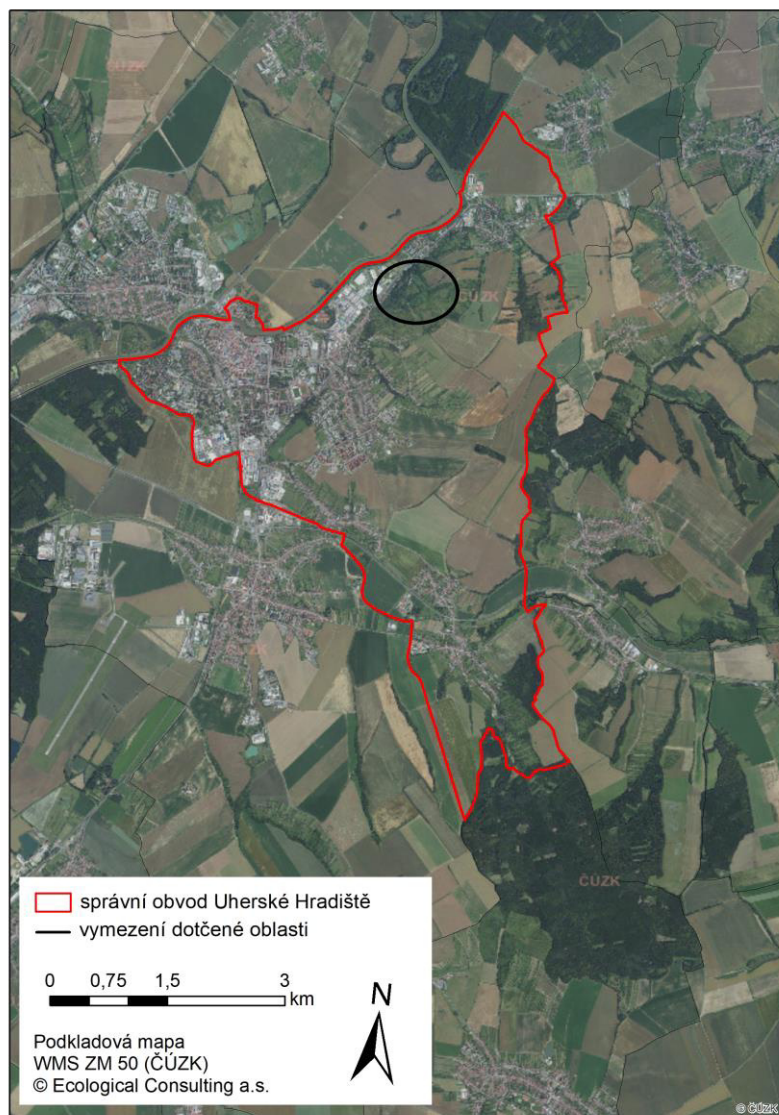 ČÚZK
ČÚZK
správní obvod Uherské Hradiště
vymezení dotčené oblasti
0 0,75 1,5 3
km
N
Podkladová mapa
WMS ZM 50 (ČÚZK)
© Ecological Consulting a.s.
© ČÚZK